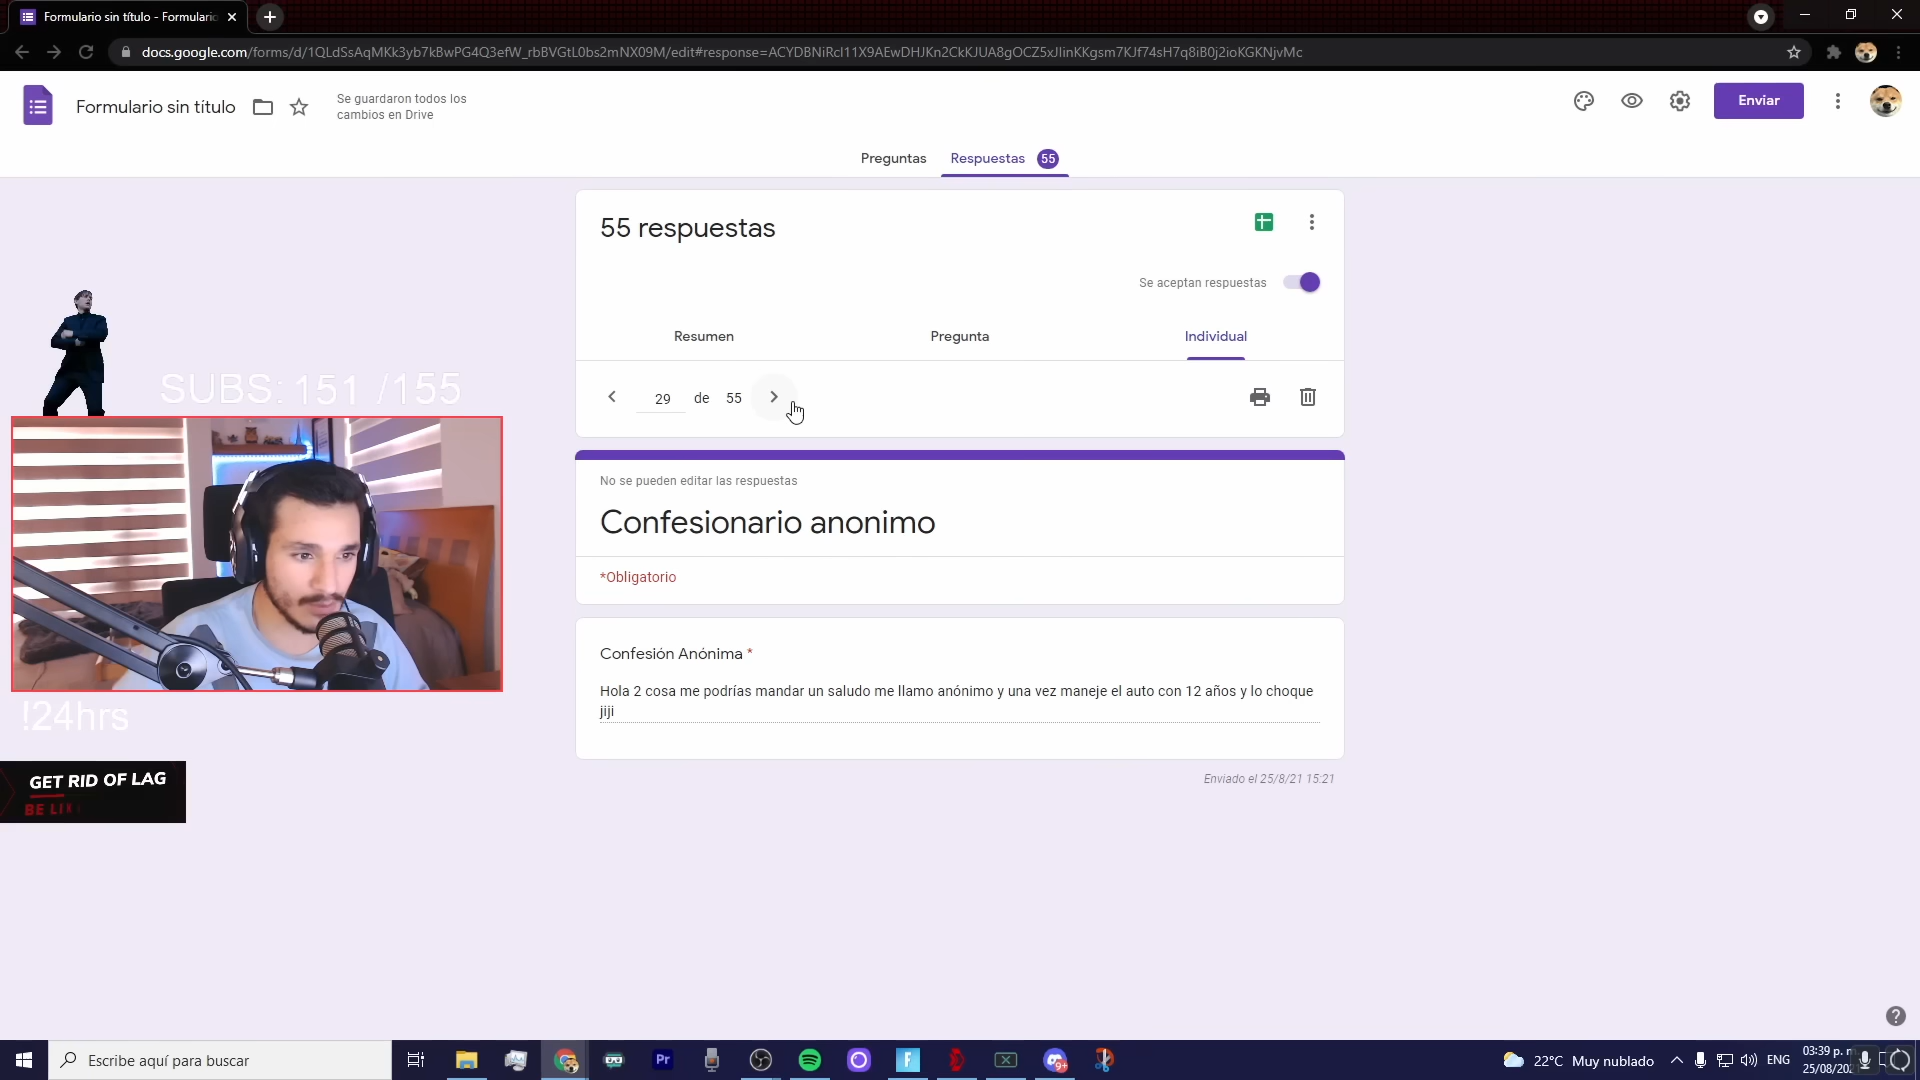 Formulario sin título - Formulario
docs.google.com/forms/d/1QLdSsAqMKk3yb7kBwPG4Q3efW_rbBVGtL0bs2mNX09M/edit#response=ACYDBNiRcl11X9AEwDHJKn2CkKJUA8gOCZ5xJIinKKgsm7KJf74sH7q8iB0j2ioKGKNjvMc
Formulario sin título
Se guardaron todos los
cambios en Drive
Enviar
Preguntas
Respuestas 55
55 respuestas
Se aceptan respuestas
Resumen
Pregunta
Individual
29 de 55
SUBS: 151 /155
No se pueden editar las respuestas
Confesionario anonimo
*Obligatorio
Confesión Anónima *
Hola 2 cosa me podrías mandar un saludo me llamo anónimo y una vez maneje el auto con 12 años y lo choque
jiji
Enviado el 25/8/21 15:21
!24hrs
GET RID OF LAG
Escribe aquí para buscar
Pr
9+
22°C Muy nublado
ENG
03:39 p.
25/08/